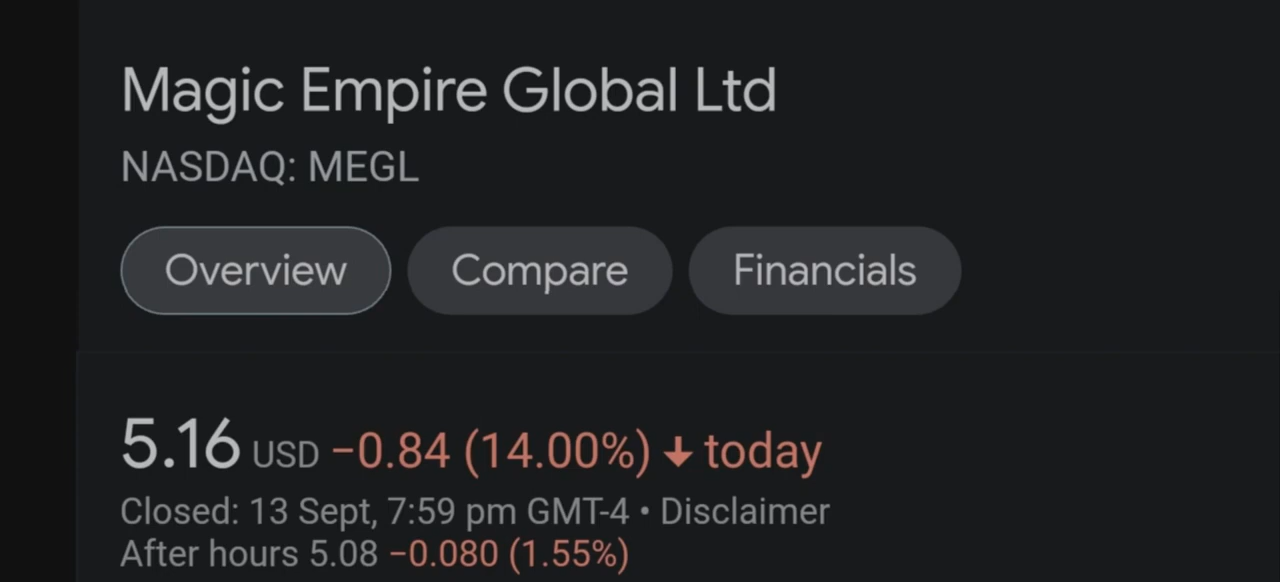 Magic Empire Global Ltd
NASDAQ: MEGL
Overview Compare Financials
5.16 USD −0.84 (14.00%) ↓ today
Closed: 13 Sept, 7:59 pm GMT-4 • Disclaimer
After hours 5.08 −0.080 (1.55%)